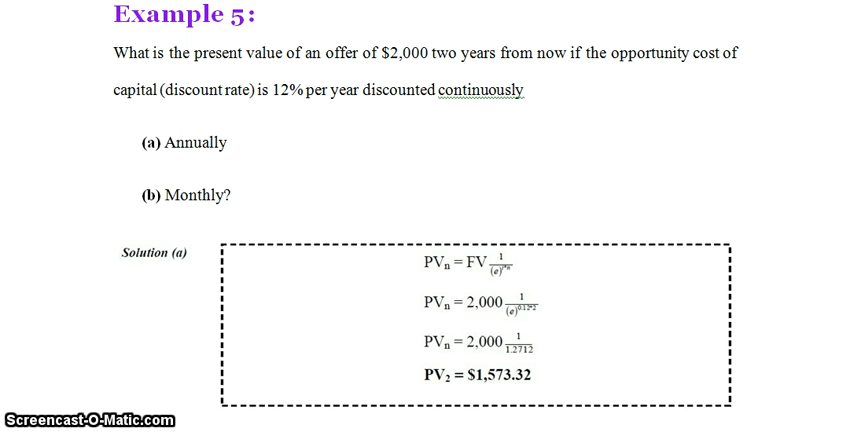 Example 5:
What is the present value of an offer of $2,000 two years from now if the opportunity cost of
capital (discount rate) is 12% per year discounted continuously
(a) Annually
(b) Monthly?
Solution (a)
PVn = FV 1/(e)^r*n
PVn = 2,000 1/(e)^0.12*2
PVn = 2,000 1/1.2712
PV2 = $1,573.32
Screencast-O-Matic.com